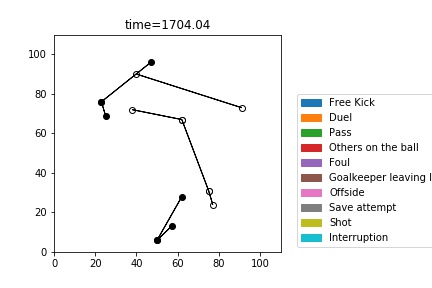 time=1704.04
100
80
60
40
20
0
0 20 40 60 80 100
Free Kick
Duel
Pass
Others on the ball
Foul
Goalkeeper leaving l
Offside
Save attempt
Shot
Interruption